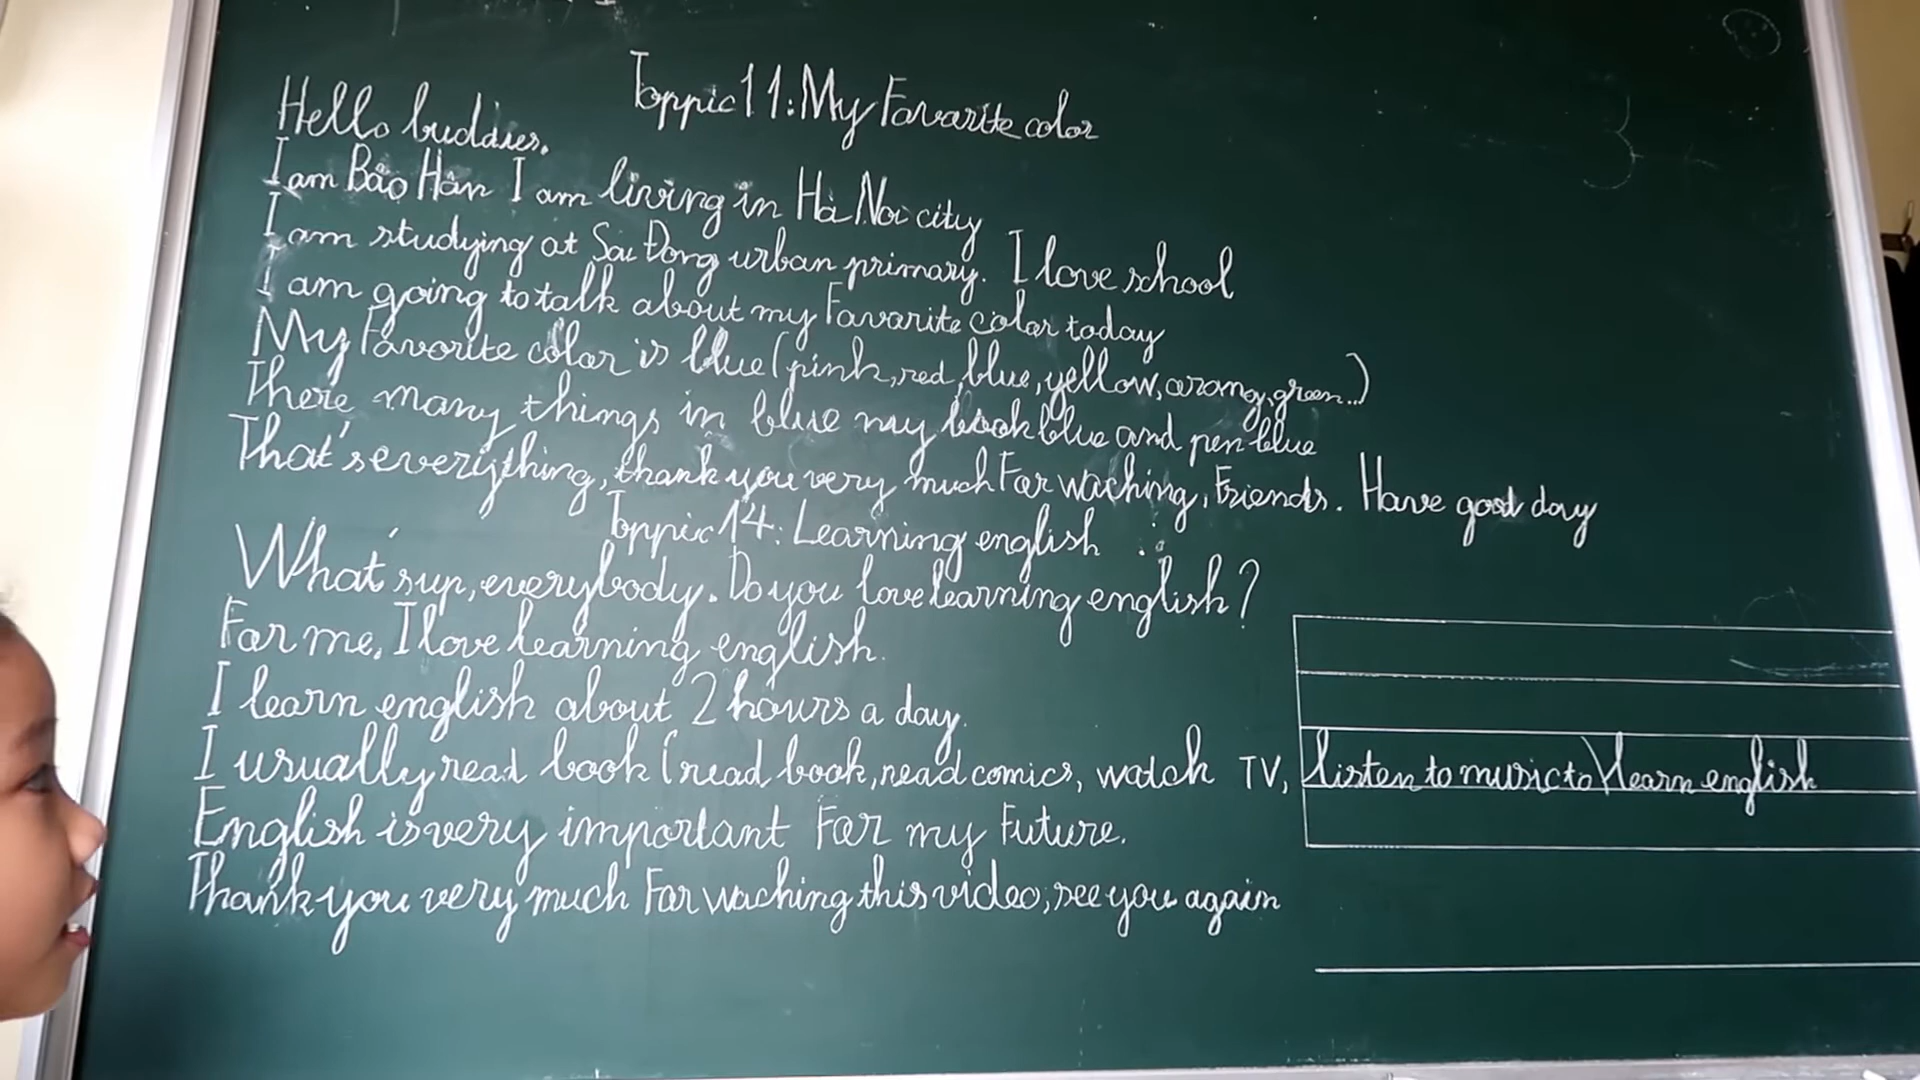 Toppic 11: My Favarite color
Hello buddies.
I am Bảo Hân I am living in Hà Noi city
I am studying at Sai Đong urban primary. I love school
I am going to talk about my Favarite color today
My Favorite color is blue (pink, red, blue, yellow, orang, green...)
There' many things in blue my book blue and pen blue
That's everything, thank you very much For waching, Friends. Have good day
Toppic 14: Learning english
What's up, everybody. Do you love learning english?
For me, I love learning english.
I learn english about 2 hours a day.
I usually read book (read book, read comics, watch TV, listen to music to) learn english
English is very important For my Future.
Thank you very much For waching this video, see you again